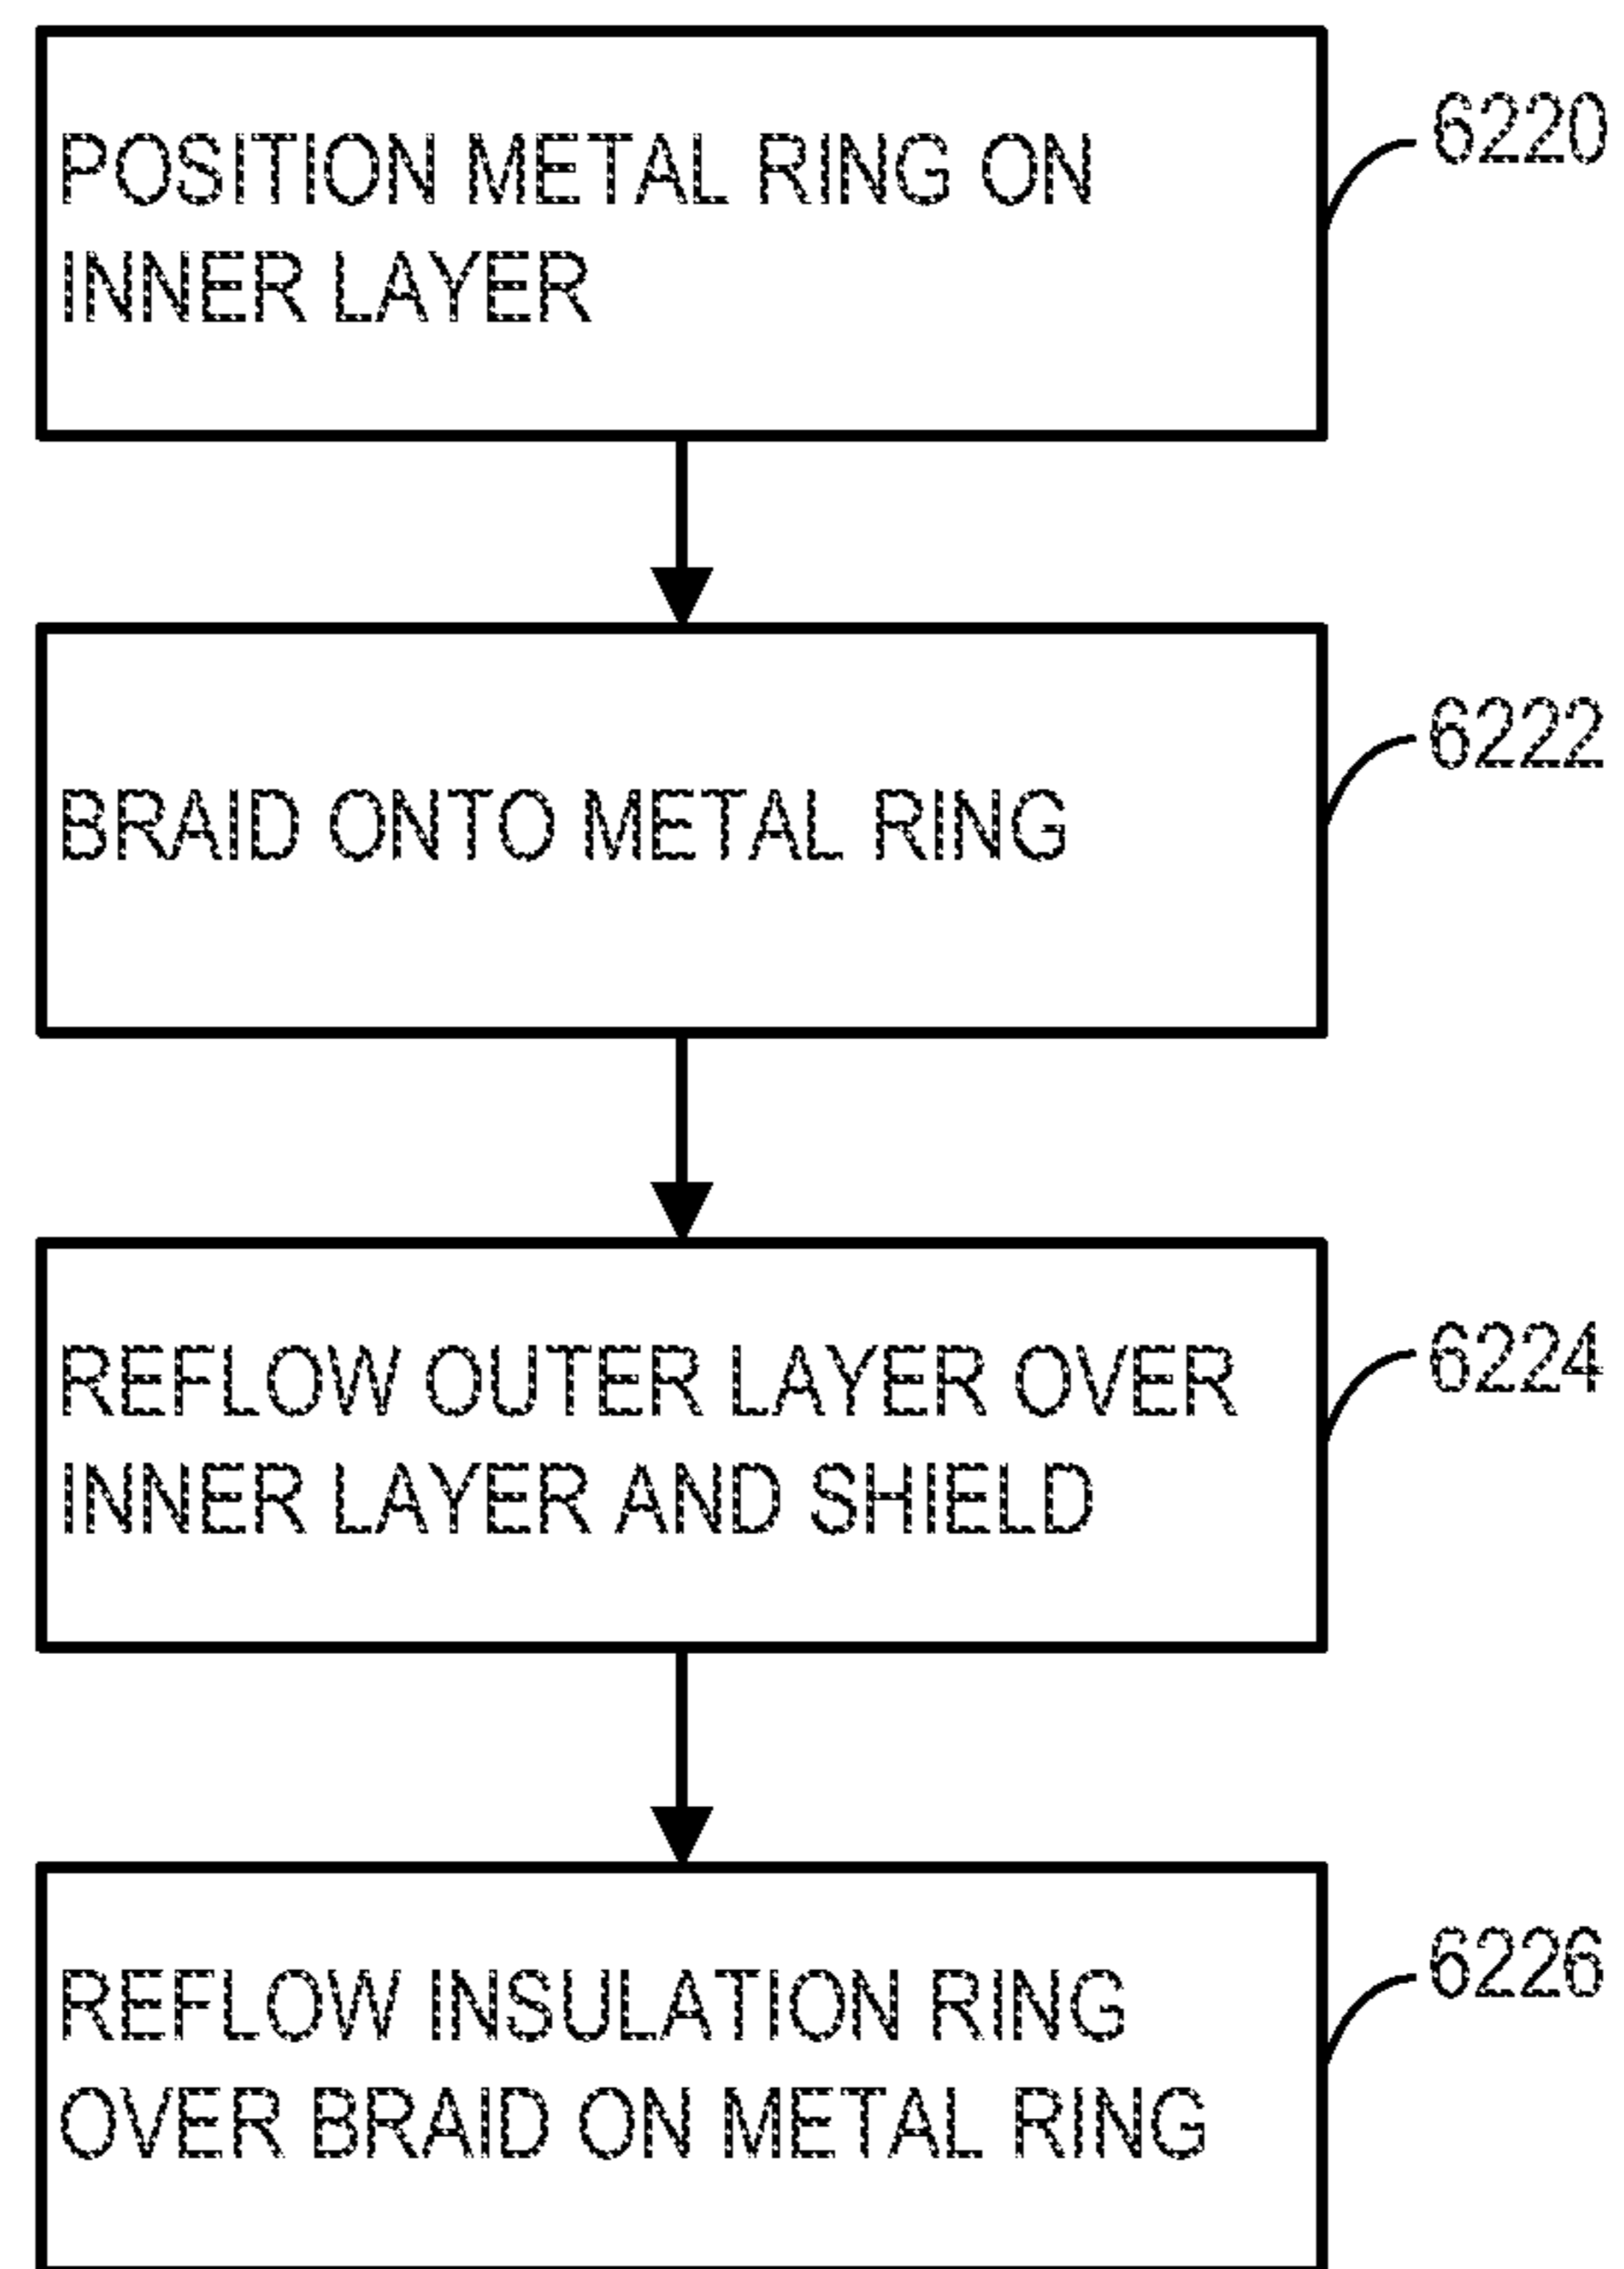 POSITION METAL RING ON
INNER LAYER
6220
BRAID ONTO METAL RING
6222
REFLOW OUTER LAYER OVER
INNER LAYER AND SHIELD
6224
REFLOW INSULATION RING
OVER BRAID ON METAL RING
6226